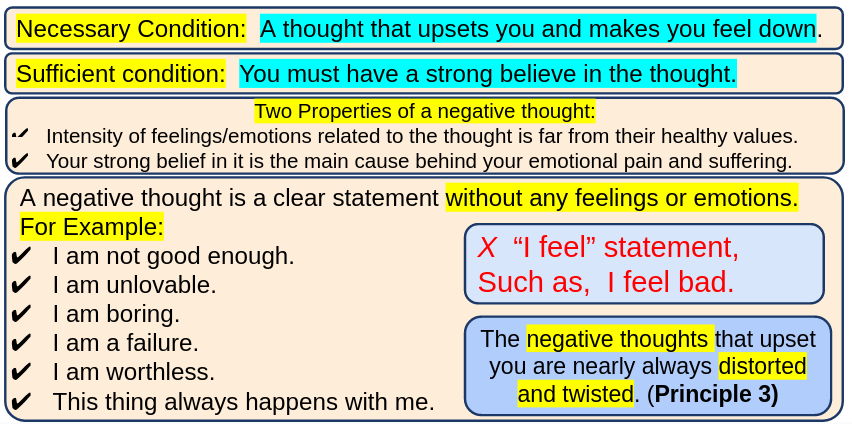 Necessary Condition: A thought that upsets you and makes you feel down.
Sufficient condition: You must have a strong believe in the thought.
Two Properties of a negative thought:
✔ Intensity of feelings/emotions related to the thought is far from their healthy values.
✔ Your strong belief in it is the main cause behind your emotional pain and suffering.
A negative thought is a clear statement without any feelings or emotions.
For Example:
✔ I am not good enough.
✔ I am unlovable.
✔ I am boring.
✔ I am a failure.
✔ I am worthless.
✔ This thing always happens with me.
X “I feel” statement,
Such as, I feel bad.
The negative thoughts that upset
you are nearly always distorted
and twisted. (Principle 3)